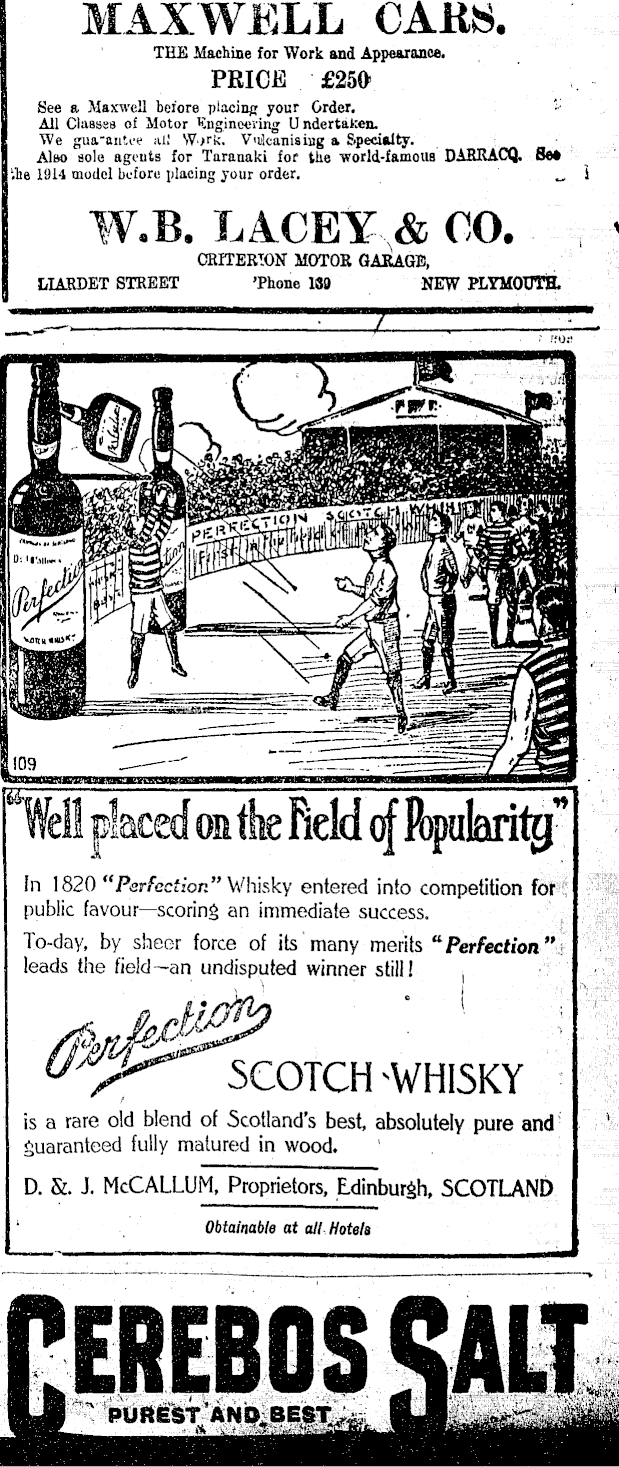 MAXWELL CARS.
THE Machine for Work and Appearance.
PRICE £250
See a Maxwell before placing your Order.
All Classes of Motor Engineering Undertaken.
We guarantee all Work. Vulcanising a Specialty.
Also sole agents for Taranaki for the world-famous DARRACQ. See
the 1914 model before placing your order.
W.B. LACEY & CO.
CRITERION MOTOR GARAGE,
LIARDET STREET 'Phone 139 NEW PLYMOUTH.
Perfection
SCOTCH WHISKY
PERFECTION SCOTCH WHISKY
109
"Well placed on the Field of Popularity"
In 1820 "Perfection" Whisky entered into competition for
public favour—scoring an immediate success.
To-day, by sheer force of its many merits "Perfection"
leads the field—an undisputed winner still!
Perfection
SCOTCH WHISKY
is a rare old blend of Scotland's best, absolutely pure and
guaranteed fully matured in wood.
D. & J. McCALLUM, Proprietors, Edinburgh, SCOTLAND
Obtainable at all Hotels
CEREBOS SALT
PUREST AND BEST